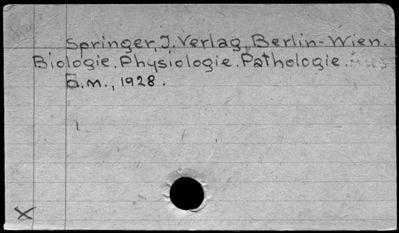 Springer, J. Verlag, Berlin-Wien.
Biologie. Physiologie. Pathologie.
a.m., 1928.